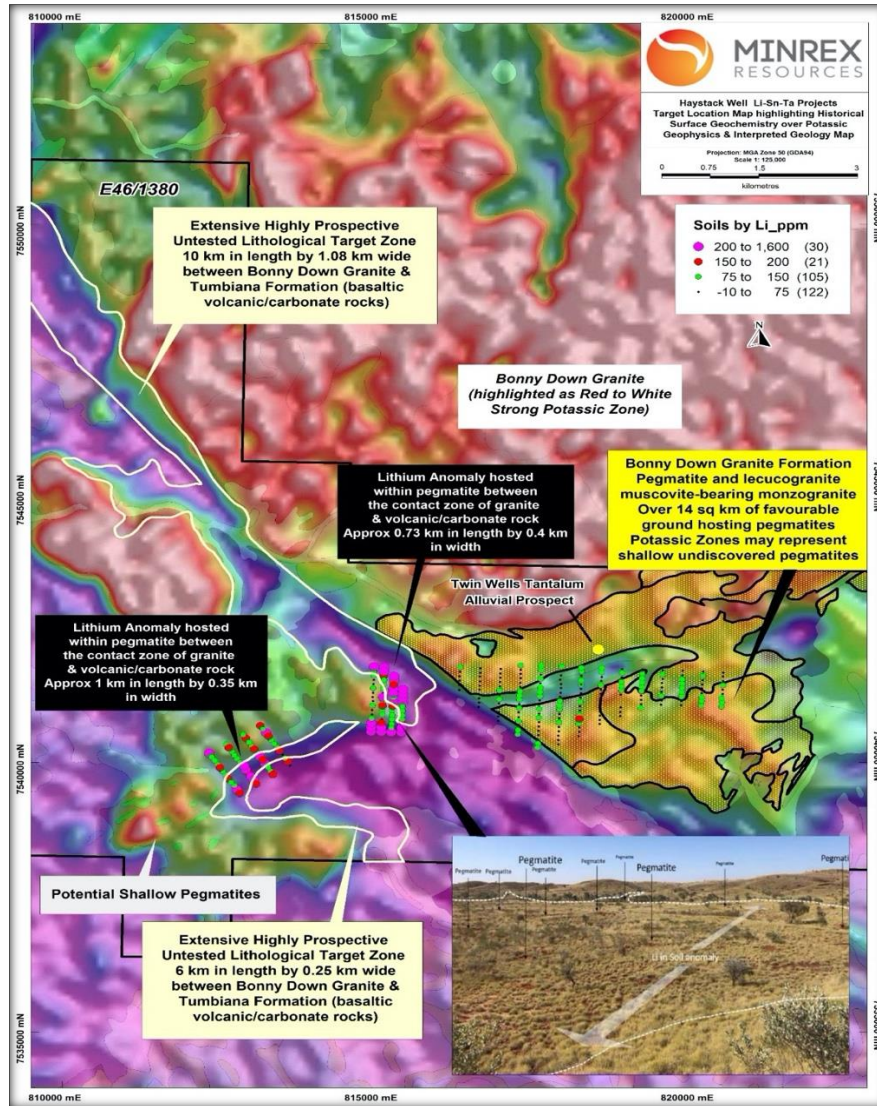 810000 mE
815000 mE
820000 mE
MINREX
RESOURCES
Haystack Well Li-Sn-Ta Projects
Target Location Map highlighting Historical
Surface Geochemistry over Potassic
Geophysics & Interpreted Geology Map
Projection: MGA Zone 50 (GDA94)
Scale 1: 125,000
0 0.75 1.5 3
kilometres
E46/1380
7550000 mN
7550000 mN
Extensive Highly Prospective
Untested Lithological Target Zone
10 km in length by 1.08 km wide
between Bonny Down Granite &
Tumbiana Formation (basaltic
volcanic/carbonate rocks)
Soils by Li_ppm
200 to 1,600 (30)
150 to 200 (21)
75 to 150 (105)
-10 to 75 (122)
N
Bonny Down Granite
(highlighted as Red to White
Strong Potassic Zone)
7545000 mN
7545000 mN
Lithium Anomaly hosted
within pegmatite between
the contact zone of granite
& volcanic/carbonate rock
Approx 0.73 km in length by 0.4 km
in width
Bonny Down Granite Formation
Pegmatite and lecucogranite
muscovite-bearing monzogranite
Over 14 sq km of favourable
ground hosting pegmatites
Potassic Zones may represent
shallow undiscovered pegmatites
Twin Wells Tantalum
Alluvial Prospect
Lithium Anomaly hosted
within pegmatite between
the contact zone of granite
& volcanic/carbonate rock
Approx 1 km in length by 0.35 km
in width
7540000 mN
7540000 mN
Potential Shallow Pegmatites
Pegmatite
Pegmatite
Pegmatite
Pegmatite
Pegmatite
Pegmatite
Pegmatite
Pegmatite
Pegmati
Li in Soil anomaly
Extensive Highly Prospective
Untested Lithological Target Zone
6 km in length by 0.25 km wide
between Bonny Down Granite &
Tumbiana Formation (basaltic
volcanic/carbonate rocks)
7535000 mN
7535000 mN
810000 mE
815000 mE
820000 mE